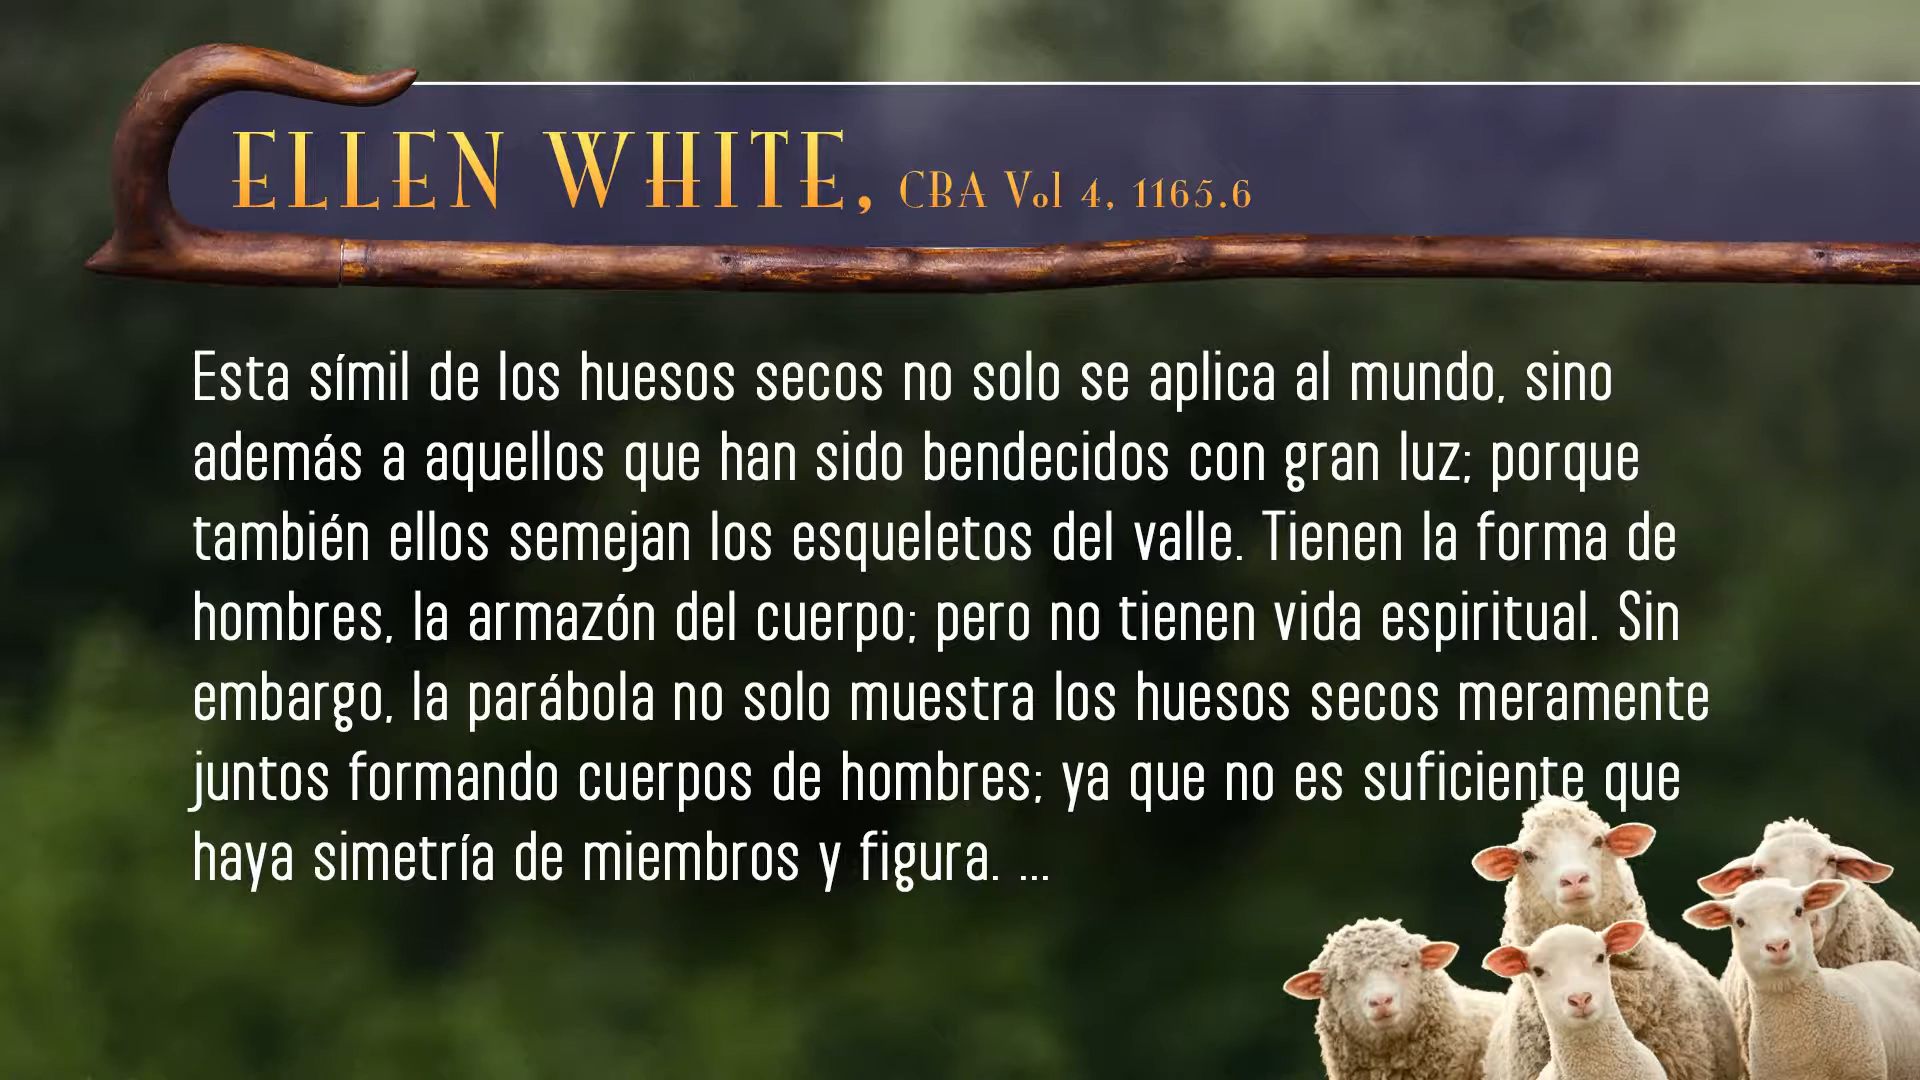 ELLEN WHITE, CBA Vol 4, 1165.6
Esta símil de los huesos secos no solo se aplica al mundo, sino
además a aquellos que han sido bendecidos con gran luz; porque
también ellos semejan los esqueletos del valle. Tienen la forma de
hombres, la armazón del cuerpo; pero no tienen vida espiritual. Sin
embargo, la parábola no solo muestra los huesos secos meramente
juntos formando cuerpos de hombres; ya que no es suficiente que
haya simetría de miembros y figura. ...